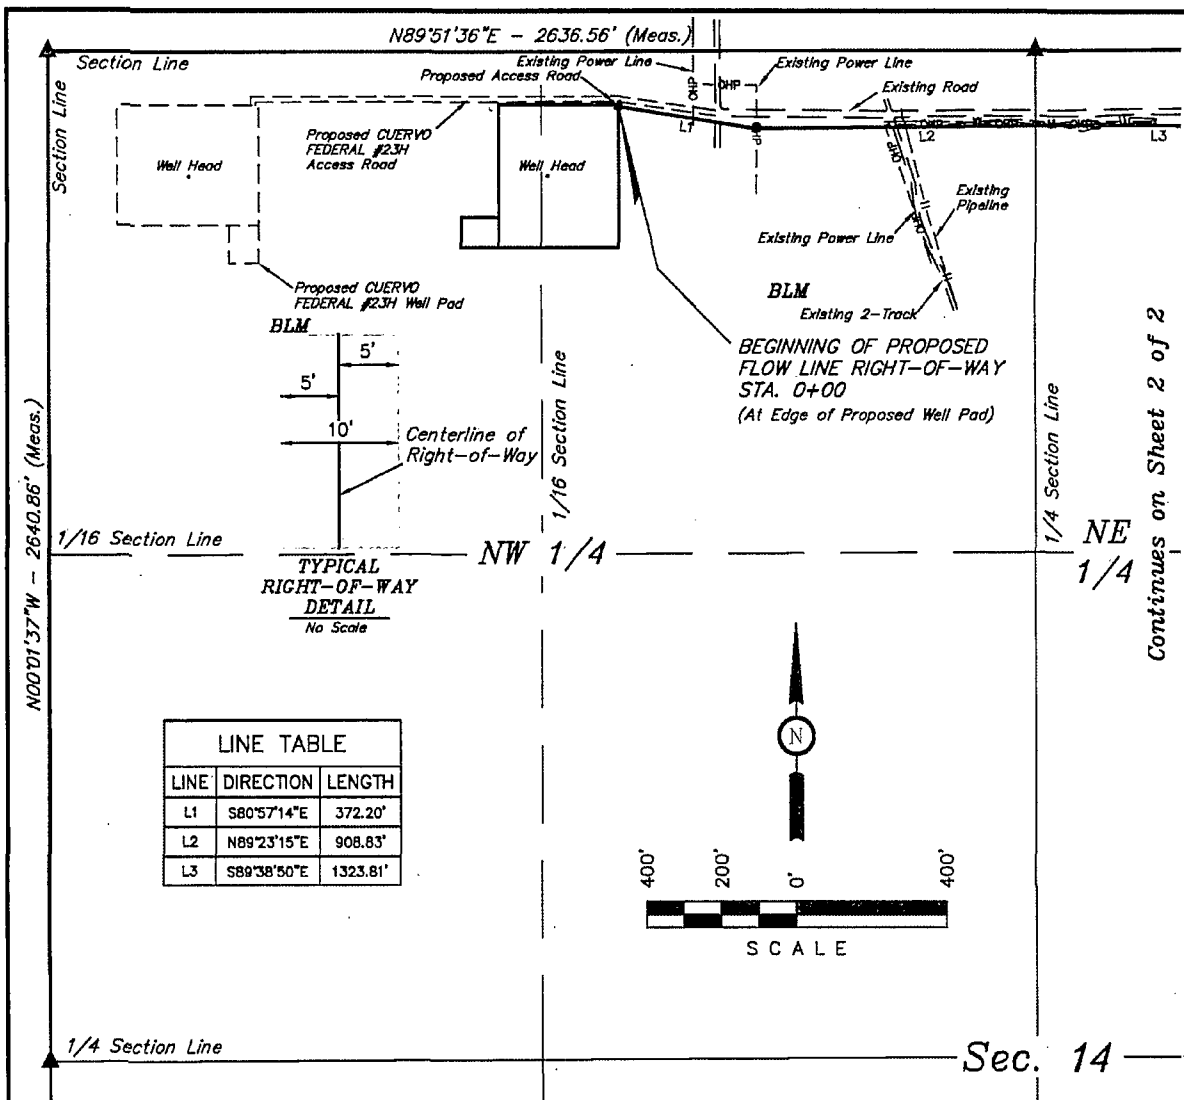 N89°51'36"E - 2636.56' (Meas.)
Section Line
Existing Power Line
Proposed Access Road
Existing Power Line
Existing Road
OHP
OHP
Section Line
Proposed CUERVO
FEDERAL #23H
Access Road
Well Head
Well Head
L1
OHP
L2
OHP
OHP
L3
OHP
Existing
Pipeline
OHP
Existing Power Line
Proposed CUERVO
FEDERAL #23H Well Pad
BLM
BLM
Existing 2-Track
BEGINNING OF PROPOSED
FLOW LINE RIGHT-OF-WAY
STA. 0+00
(At Edge of Proposed Well Pad)
5'
5'
10'
Centerline of
Right-of-Way
1/16 Section Line
1/4 Section Line
Continues on Sheet 2 of 2
N00°01'37"W - 2640.86' (Meas.)
1/16 Section Line
NW 1/4
NE
1/4
TYPICAL
RIGHT-OF-WAY
DETAIL
No Scale
N
LINE TABLE
LINE DIRECTION LENGTH
L1 S80°57'14"E 372.20'
L2 N89°23'15"E 908.83'
L3 S89°38'50"E 1323.81'
400' 200' 0' 400'
SCALE
1/4 Section Line
Sec. 14